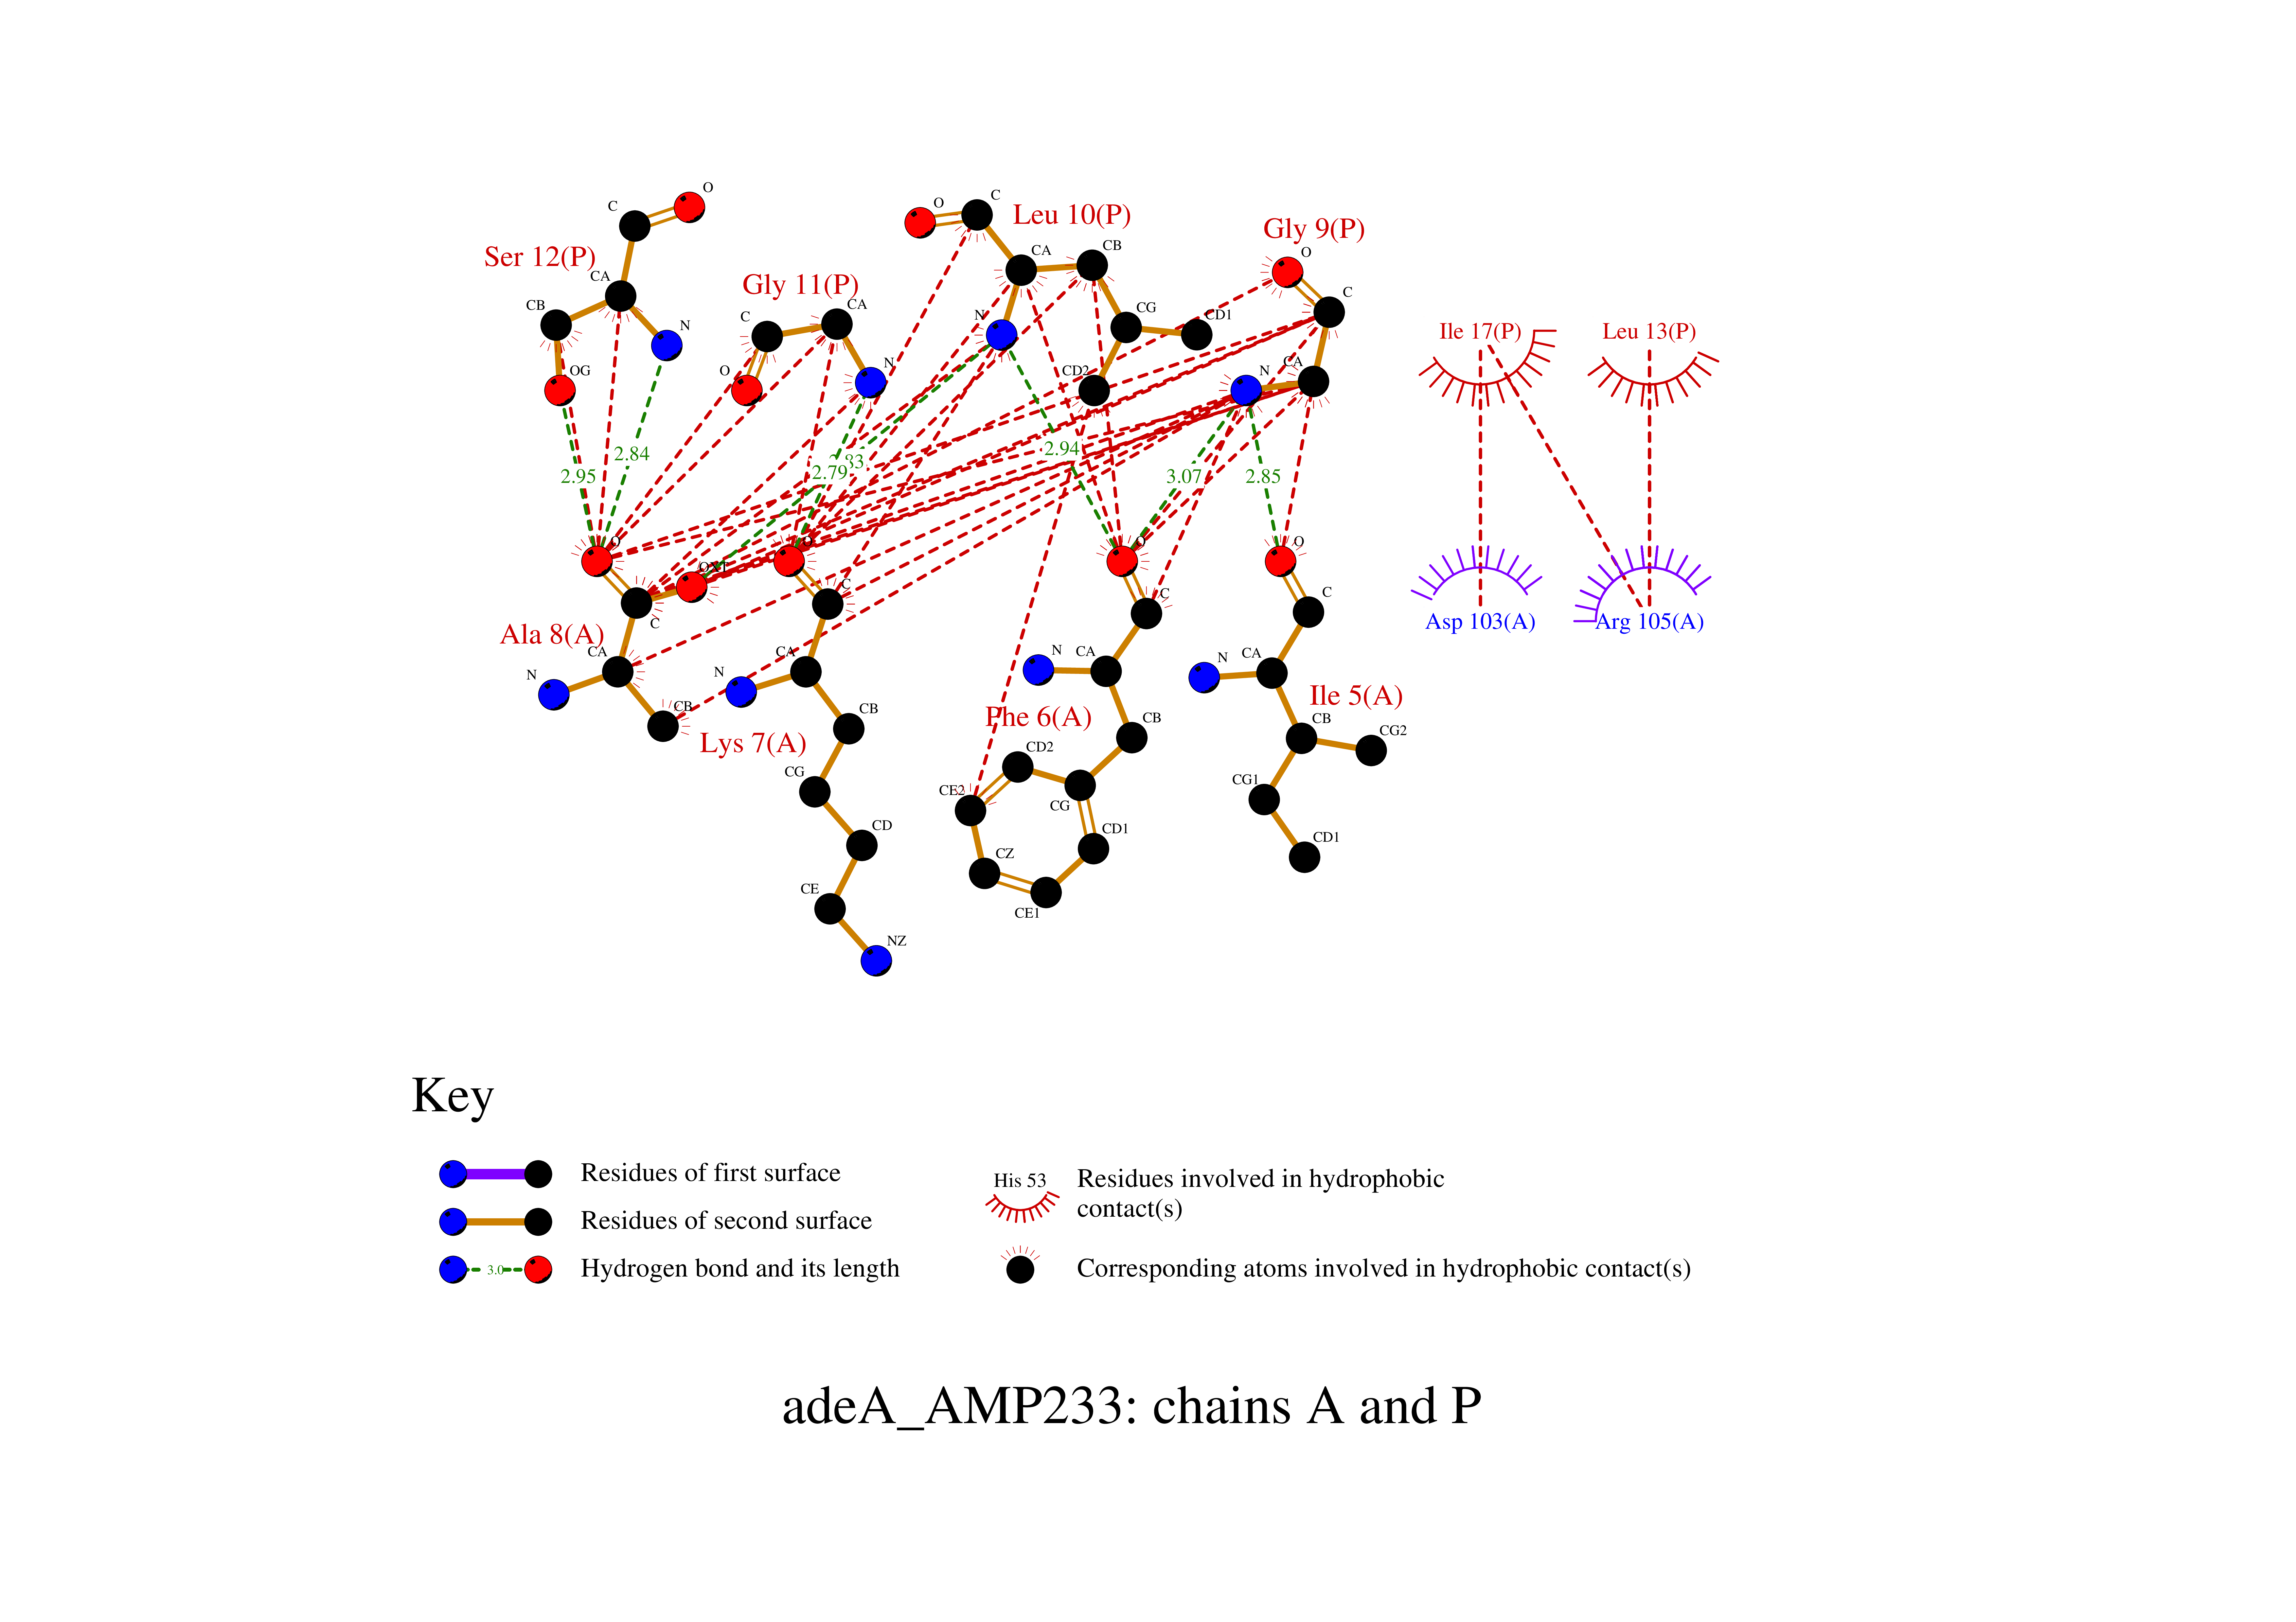 O
C
Ser 12(P)
CA
CB
N
OG
Gly 11(P)
C
CA
O
N
O
C
Leu 10(P)
CA
CB
N
CG
CD1
CD2
Gly 9(P)
O
C
N
CA
Ile 17(P)
Leu 13(P)
2.95
2.84
2.79
2.94
3.07
2.85
O
C
Ala 8(A)
CA
N
CB
O
C
CA
N
CB
Lys 7(A)
CG
CD
CE
NZ
O
C
N
CA
Phe 6(A)
CB
CD2
CE2
CG
CD1
CZ
CE1
O
C
N
CA
Ile 5(A)
CB
CG2
CG1
CD1
Asp 103(A)
Arg 105(A)
Key
Residues of first surface
Residues of second surface
3.0
Hydrogen bond and its length
His 53
Residues involved in hydrophobic
contact(s)
Corresponding atoms involved in hydrophobic contact(s)
adeA_AMP233: chains A and P